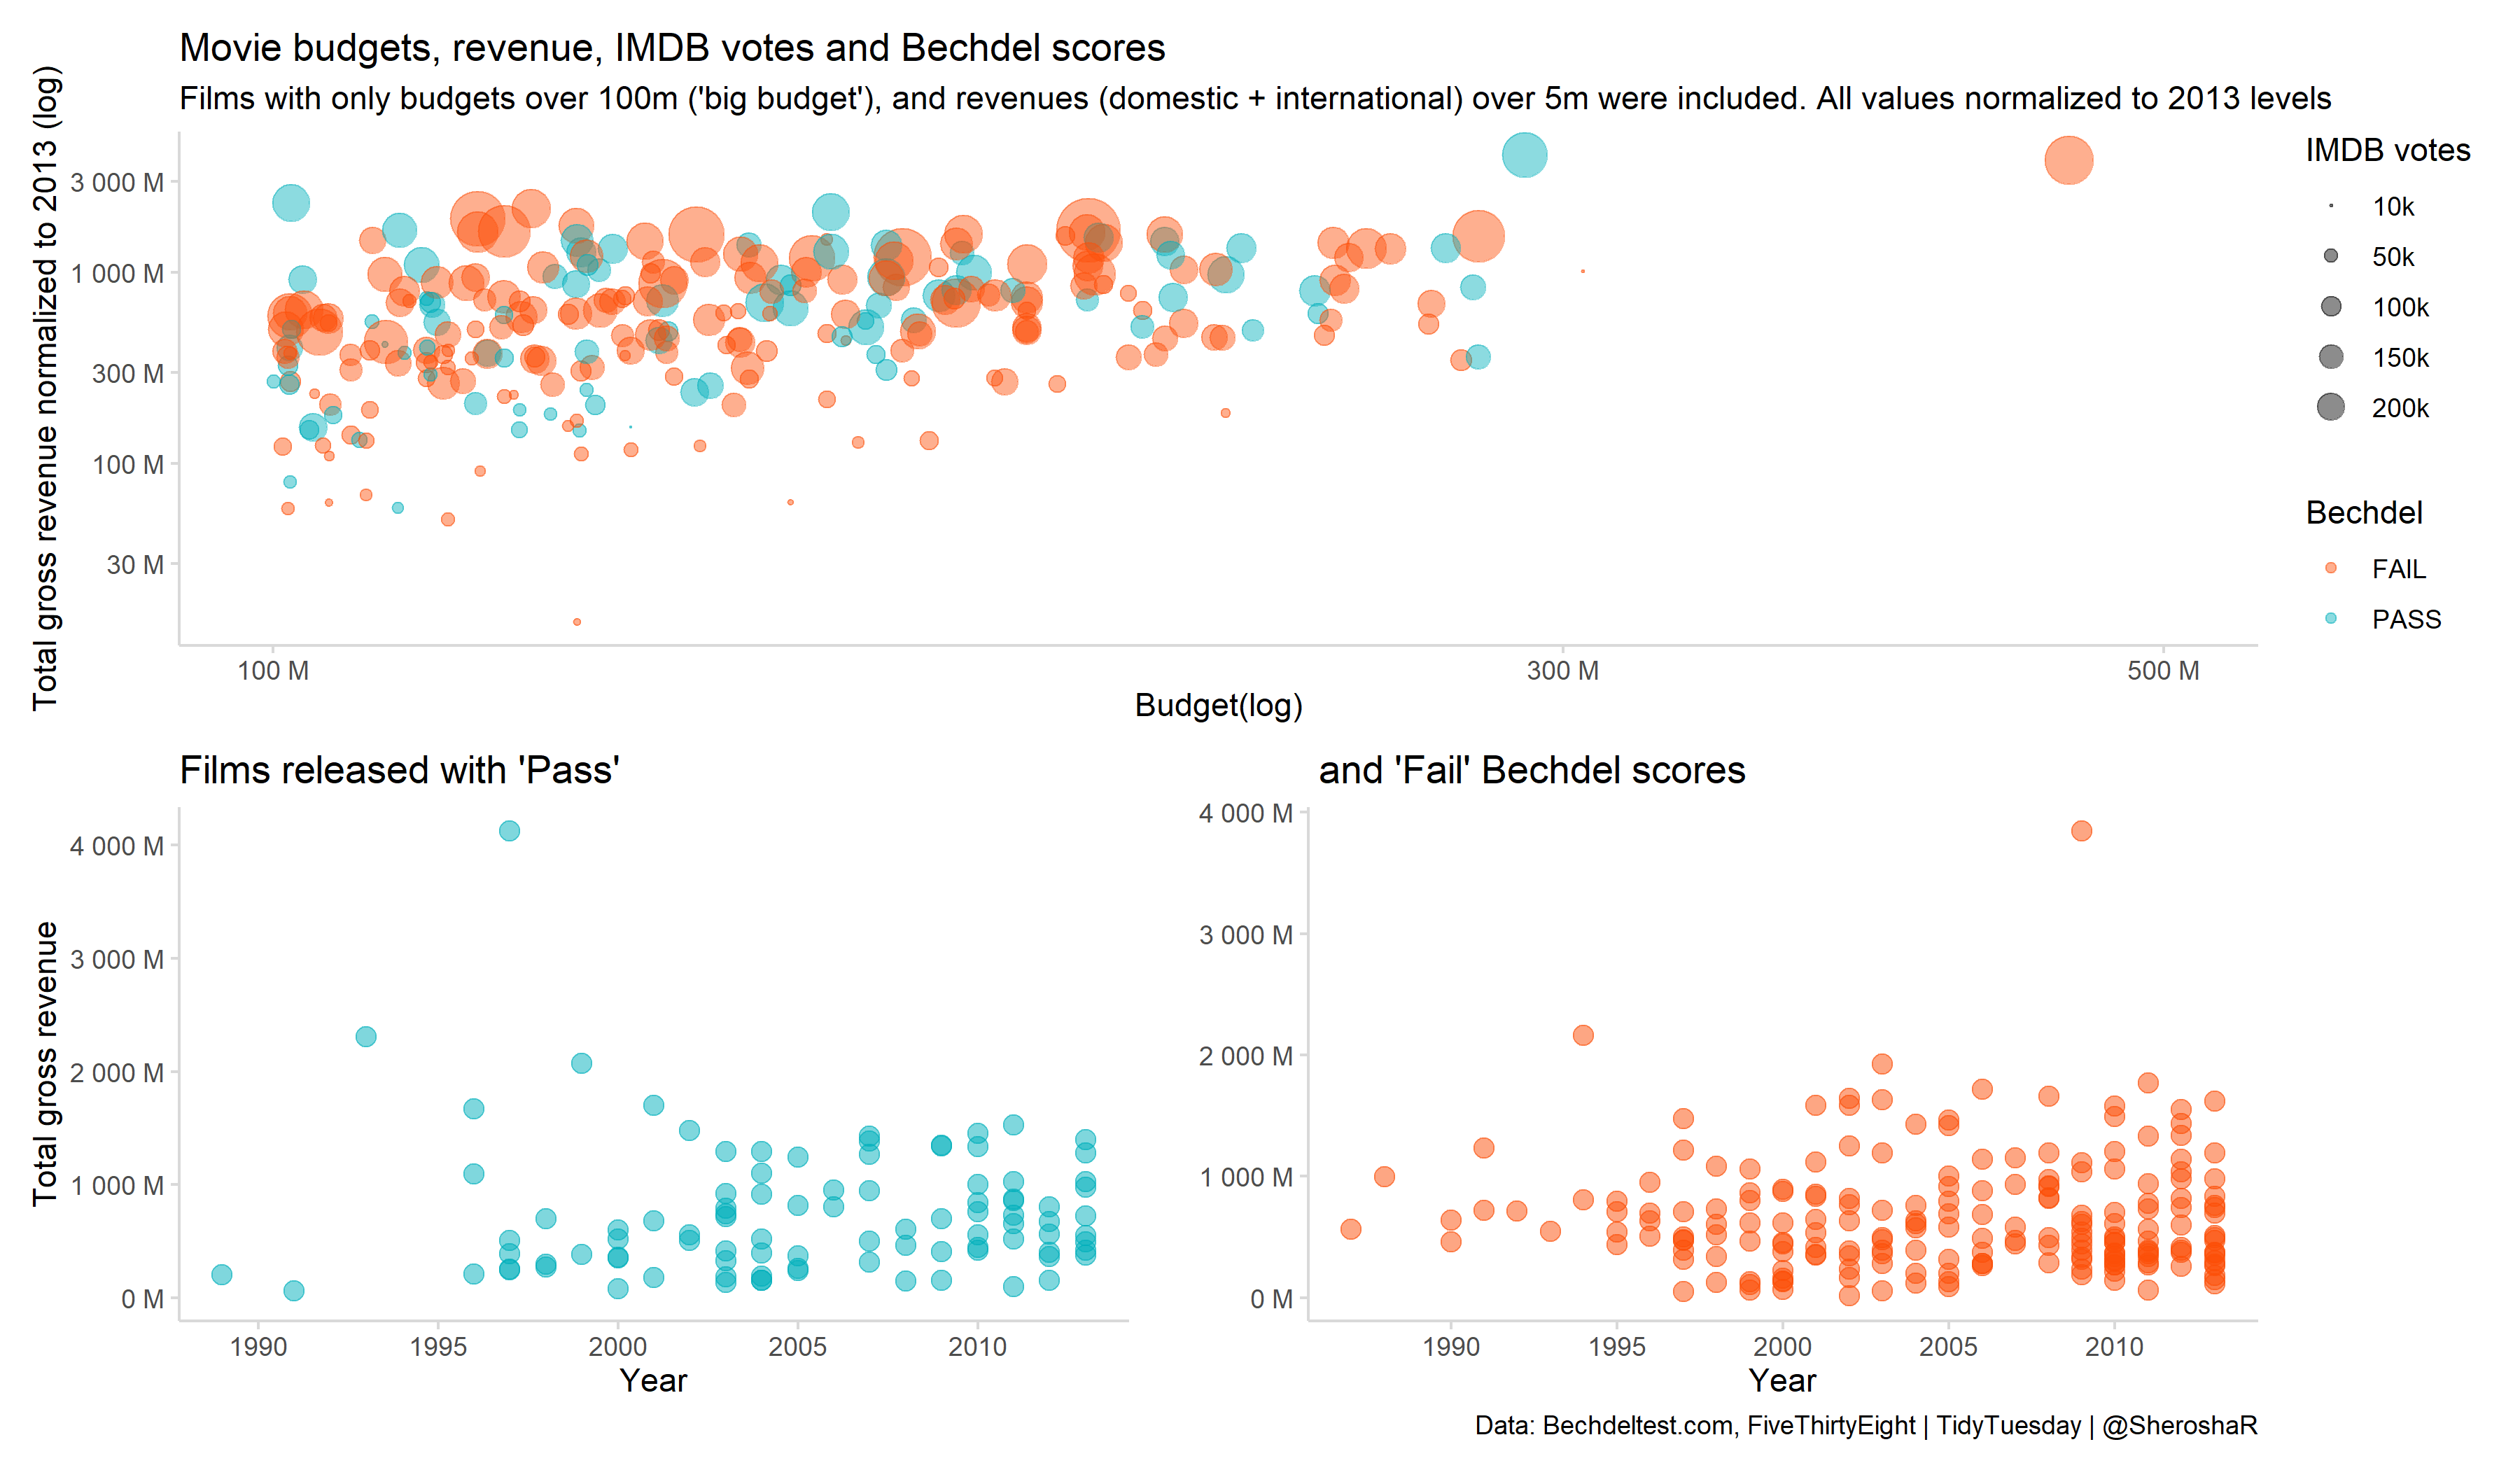 Movie budgets, revenue, IMDB votes and Bechdel scores
Films with only budgets over 100m ('big budget'), and revenues (domestic + international) over 5m were included. All values normalized to 2013 levels
Total gross revenue normalized to 2013 (log)
3 000 M
1 000 M
300 M
100 M
30 M
100 M
300 M
500 M
Budget(log)
IMDB votes
10k
50k
100k
150k
200k
Bechdel
FAIL
PASS
Films released with 'Pass'
Total gross revenue
4 000 M
3 000 M
2 000 M
1 000 M
0 M
1990
1995
2000
2005
2010
Year
and 'Fail' Bechdel scores
4 000 M
3 000 M
2 000 M
1 000 M
0 M
1990
1995
2000
2005
2010
Year
Data: Bechdeltest.com, FiveThirtyEight | TidyTuesday | @SheroshaR